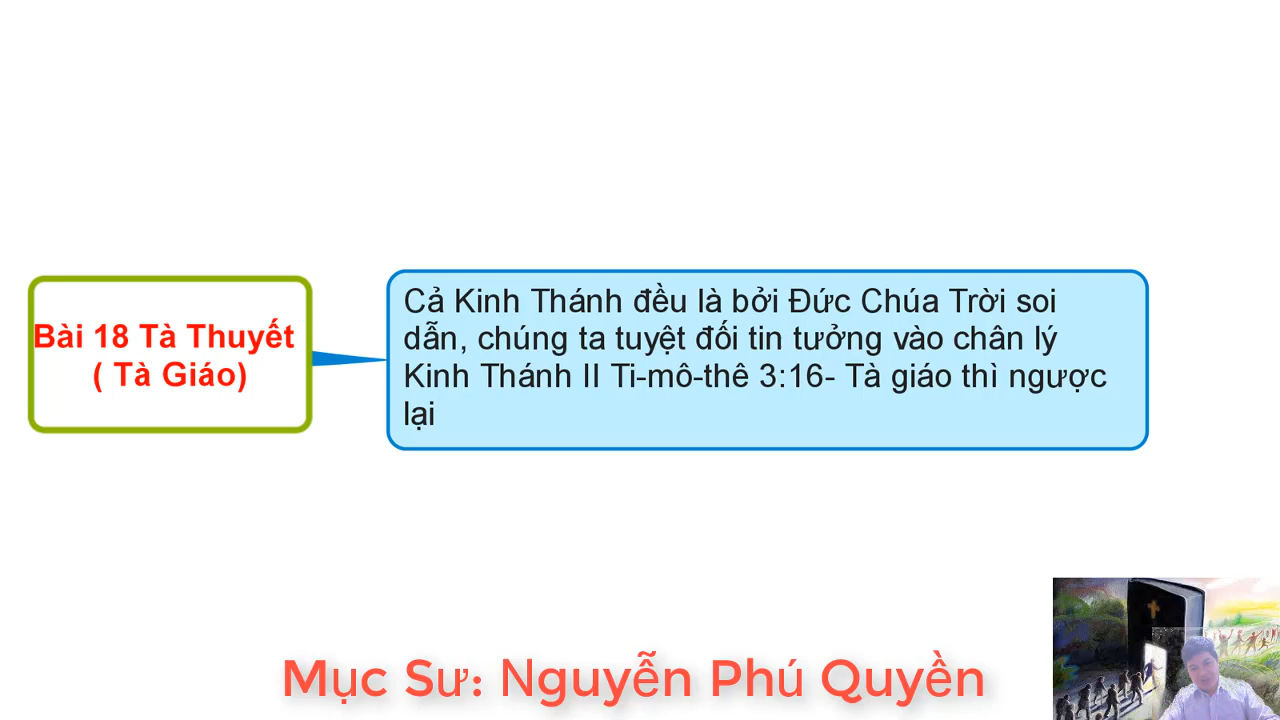 Bài 18 Tà Thuyết
( Tà Giáo)
Cả Kinh Thánh đều là bởi Đức Chúa Trời soi
dẫn, chúng ta tuyệt đối tin tưởng vào chân lý
Kinh Thánh II Ti-mô-thê 3:16- Tà giáo thì ngược
lại
Mục Sư: Nguyễn Phú Quyền